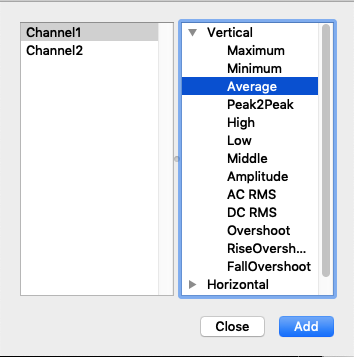 Channel1
Channel2
Vertical
Maximum
Minimum
Average
Peak2Peak
High
Low
Middle
Amplitude
AC RMS
DC RMS
Overshoot
RiseOversh...
FallOvershoot
Horizontal
Close
Add